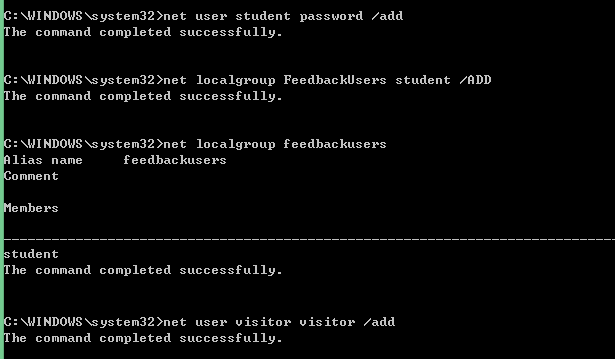 C:\WINDOWS\system32>net user student password /add
The command completed successfully.
C:\WINDOWS\system32>net localgroup FeedbackUsers student /ADD
The command completed successfully.
C:\WINDOWS\system32>net localgroup feedbackusers
Alias name     feedbackusers
Comment
Members
-------------------------------------------------------------------------------
student
The command completed successfully.
C:\WINDOWS\system32>net user visitor visitor /add
The command completed successfully.